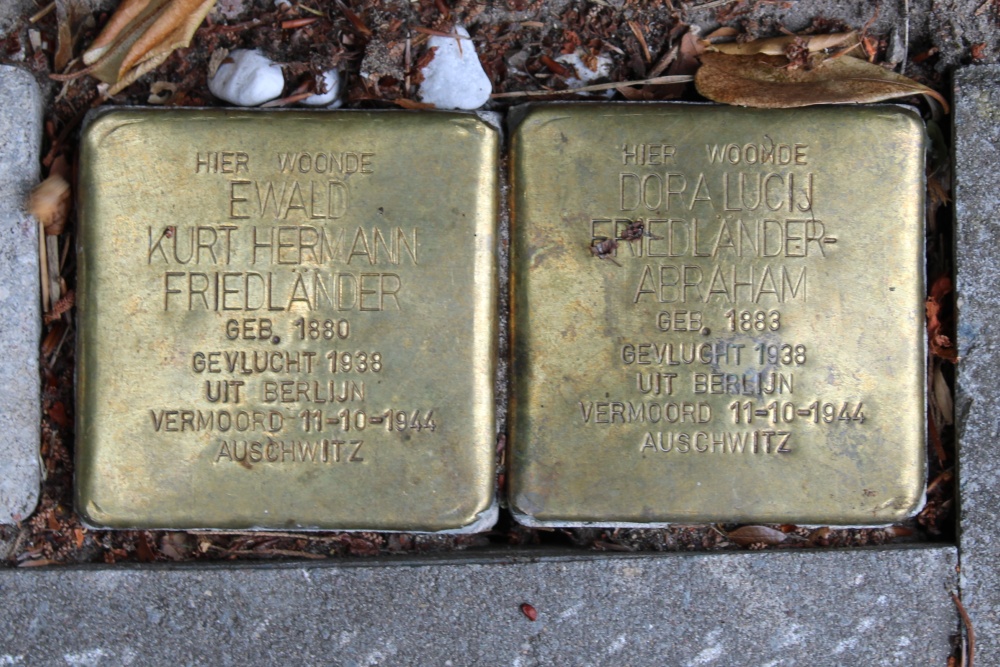 HIER WOONDE
EWALD
KURT HERMANN
FRIEDLÄNDER
GEB. 1880
GEVLUCHT 1938
UIT BERLIJN
VERMOORD 11-10-1944
AUSCHWITZ
HIER WOONDE
DORA LUCIJ
FRIEDLÄNDER-
ABRAHAM
GEB. 1883
GEVLUCHT 1938
UIT BERLIJN
VERMOORD 11-10-1944
AUSCHWITZ